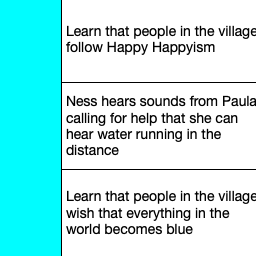 Learn that people in the village
follow Happy Happyism
Ness hears sounds from Paula
calling for help that she can
hear water running in the
distance
Learn that people in the village
wish that everything in the
world becomes blue